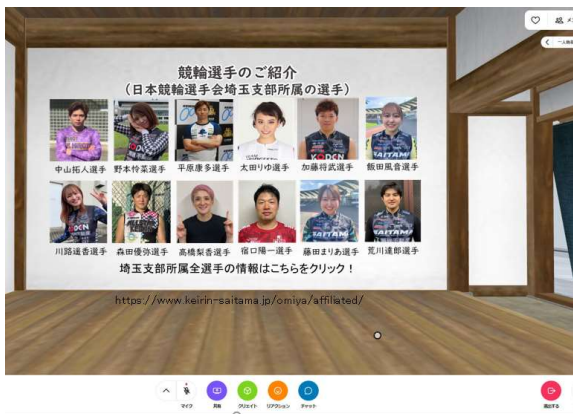 競輪選手のご紹介
(日本競輪選手会埼玉支部所属の選手)
中山拓人選手 野本怜菜選手 平原康多選手 太田りゆ選手 加藤将武選手 飯田風音選手
川路遥香選手 森田優弥選手 高橋梨香選手 宿口陽一選手 藤田まりあ選手 荒川達郎選手
埼玉支部所属全選手の情報はこちらをクリック!
https://www.keirin-saitama.jp/omiya/affiliated/
マイク 共有 クリエイト リアクション チャット 退出する